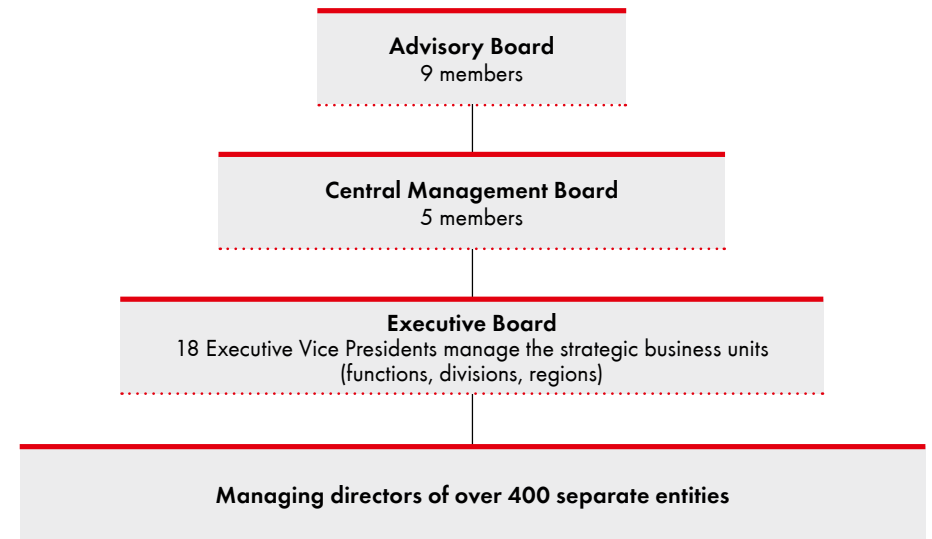 Advisory Board
9 members
Central Management Board
5 members
Executive Board
18 Executive Vice Presidents manage the strategic business units
(functions, divisions, regions)
Managing directors of over 400 separate entities